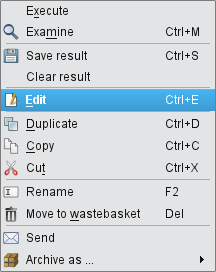 Execute
Examine Ctrl+M
Save result Ctrl+S
Clear result
Edit Ctrl+E
Duplicate Ctrl+D
Copy Ctrl+C
Cut Ctrl+X
Rename F2
Move to wastebasket Del
Send
Archive as ...